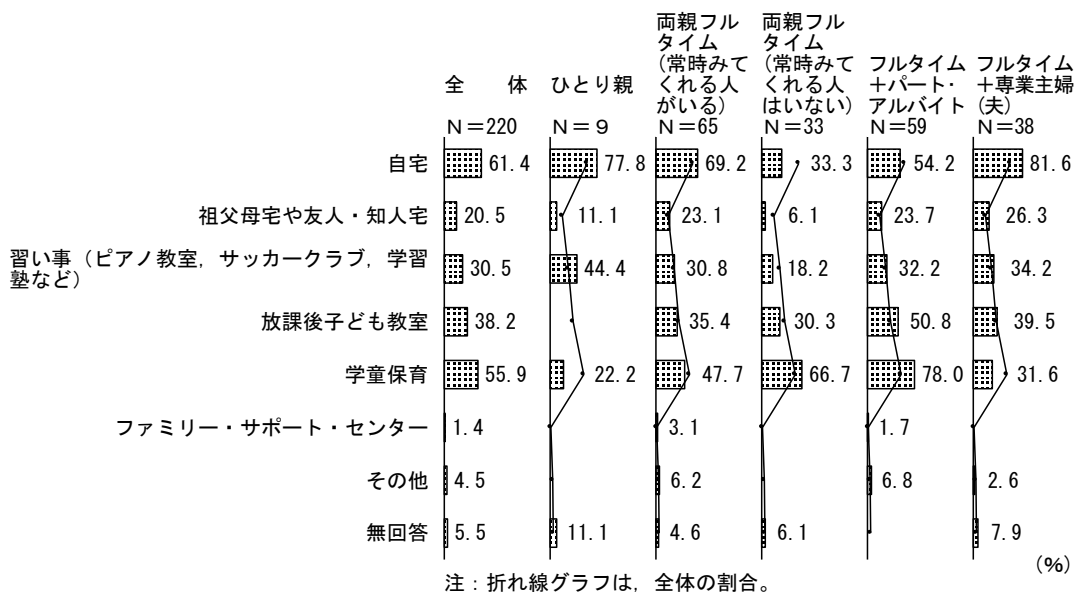 全　体
ひとり親
両親フルタイム（常時みてくれる人がいる）
両親フルタイム（常時みてくれる人はいない）
フルタイム＋パート・アルバイト
フルタイム＋専業主婦（夫）
Ｎ＝220 Ｎ＝９ Ｎ＝65 Ｎ＝33 Ｎ＝59 Ｎ＝38
自宅 61.4 77.8 69.2 33.3 54.2 81.6
祖父母宅や友人・知人宅 20.5 11.1 23.1 6.1 23.7 26.3
習い事（ピアノ教室，サッカークラブ，学習
塾など） 30.5 44.4 30.8 18.2 32.2 34.2
放課後子ども教室 38.2 35.4 30.3 50.8 39.5
学童保育 55.9 22.2 47.7 66.7 78.0 31.6
ファミリー・サポート・センター 1.4 3.1 1.7
その他 4.5 6.2 6.8 2.6
無回答 5.5 11.1 4.6 6.1 7.9
（％）
注：折れ線グラフは，全体の割合。